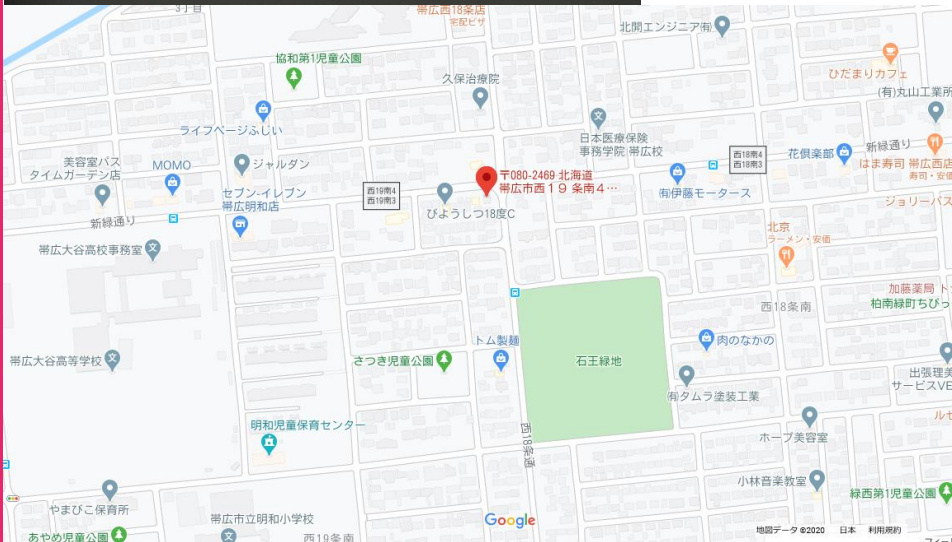 3丁目
帯広西18条店
宅配ピザ
北開エンジニア㈲
協和第1児童公園
久保治療院
ひだまりカフェ
(有)丸山工業所
ライフページふじい
日本医療保険
事務学院 帯広校
美容室バス
タイムガーデン店
MOMO
ジャルダン
〒080-2469 北海道
帯広市西１９条南４…
西18南4
西18南3
花倶楽部
新緑通り
はま寿司 帯広西店
寿司・安価
西19南4
西19南3
㈲伊藤モータース
セブン-イレブン
帯広明和店
びようしつ18度C
ジョリーパス
新緑通り
北京
ラーメン・安価
帯広大谷高校事務室
加藤薬局 ト
柏南緑町ちびっ
西18条南
トム製麺
肉のなかの
帯広大谷高等学校
さつき児童公園
石王緑地
出張理美
サービスVE
㈲タムラ塗装工業
明和児童保育センター
西18条通
ホープ美容室
ルセ
小林音楽教室
緑西第1児童公園
やまびこ保育所
帯広市立明和小学校
Google
あやめ児童公園
西19条南
地図データ ©2020 日本 利用規約